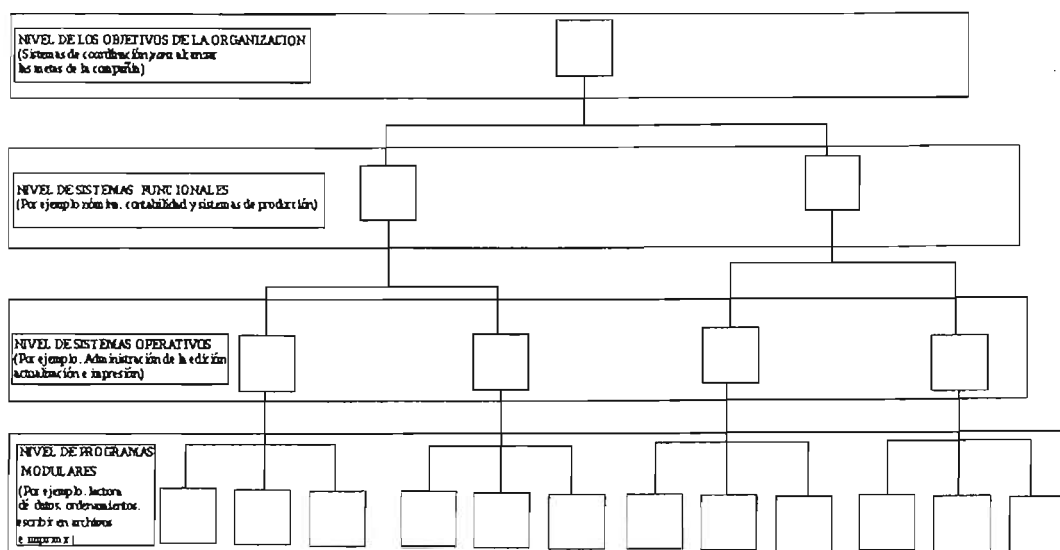 NIVEL DE LOS OBJETIVOS DE LA ORGANIZACION
(Sistemas de coordinación para alcanzar
las metas de la compañía)
NIVEL DE SISTEMAS FUNCIONALES
(Por ejemplo nómina, contabilidad y sistemas de producción)
NIVEL DE SISTEMAS OPERATIVOS
(Por ejemplo. Administración de la edición
actualización e impresión)
NIVEL DE PROGRAMAS
MODULARES
(Por ejemplo. lectora
de datos, ordenamientos,
escribir en archivos
e imprimir)